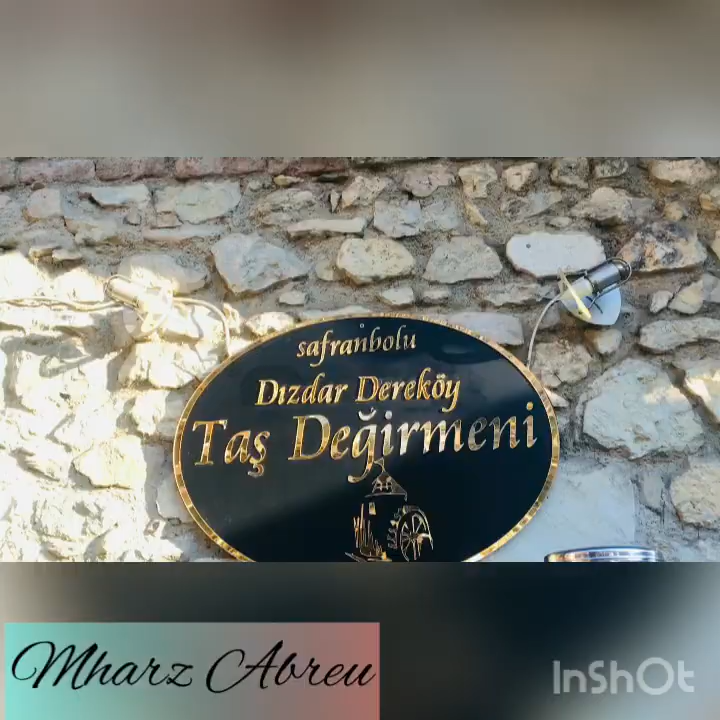 safranbolu
Dızdar Dereköy
Taş Değirmeni
Mharz Abreu
InShOt